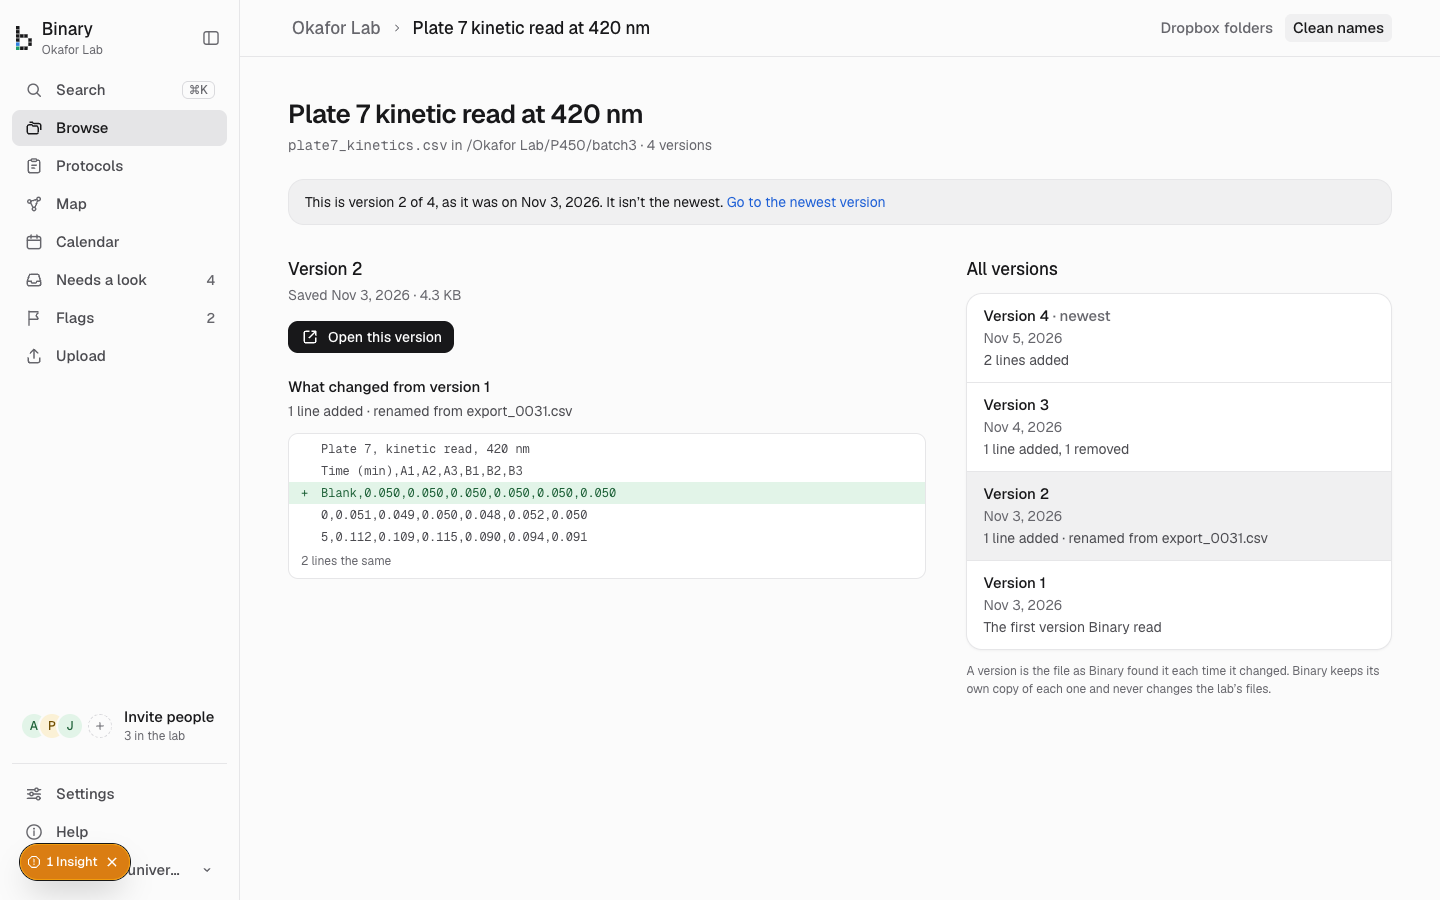 Binary
Okafor Lab
Search
⌘K
Browse
Protocols
Map
Calendar
Needs a look 4
Flags 2
Upload
A P J +
Invite people
3 in the lab
Settings
Help
1 Insight
univer...
Okafor Lab › Plate 7 kinetic read at 420 nm
Dropbox folders Clean names
Plate 7 kinetic read at 420 nm
plate7_kinetics.csv in /Okafor Lab/P450/batch3 · 4 versions
This is version 2 of 4, as it was on Nov 3, 2026. It isn't the newest. Go to the newest version
Version 2
Saved Nov 3, 2026 · 4.3 KB
Open this version
What changed from version 1
1 line added · renamed from export_0031.csv
Plate 7, kinetic read, 420 nm
Time (min),A1,A2,A3,B1,B2,B3
+ Blank,0.050,0.050,0.050,0.050,0.050,0.050
0,0.051,0.049,0.050,0.048,0.052,0.050
5,0.112,0.109,0.115,0.090,0.094,0.091
2 lines the same
All versions
Version 4 · newest
Nov 5, 2026
2 lines added
Version 3
Nov 4, 2026
1 line added, 1 removed
Version 2
Nov 3, 2026
1 line added · renamed from export_0031.csv
Version 1
Nov 3, 2026
The first version Binary read
A version is the file as Binary found it each time it changed. Binary keeps its
own copy of each one and never changes the lab's files.